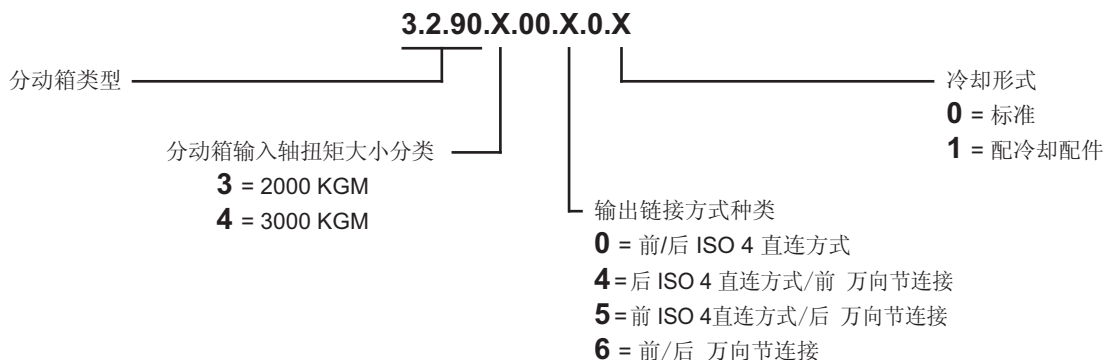 3.2.90.X.00.X.0.X
分动箱类型
冷却形式
0 = 标准
1 = 配冷却配件
分动箱输入轴扭矩大小分类
3 = 2000 KGM
4 = 3000 KGM
输出链接方式种类
0 = 前/后 ISO 4 直连方式
4 = 后 ISO 4 直连方式/前 万向节连接
5 = 前 ISO 4直连方式/后 万向节连接
6 = 前/后 万向节连接